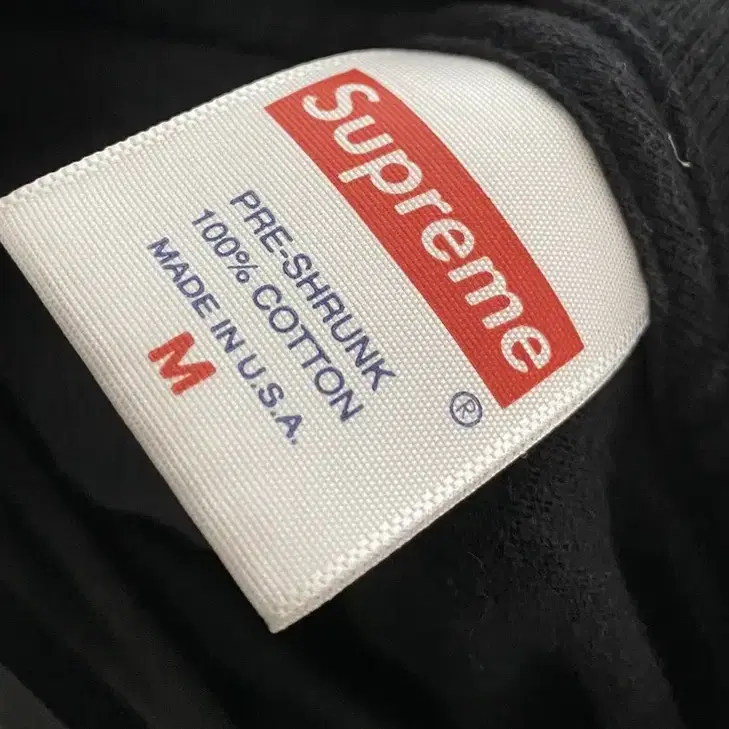 Supreme
®
PRE-SHRUNK
100% COTTON
MADE IN U.S.A.
M